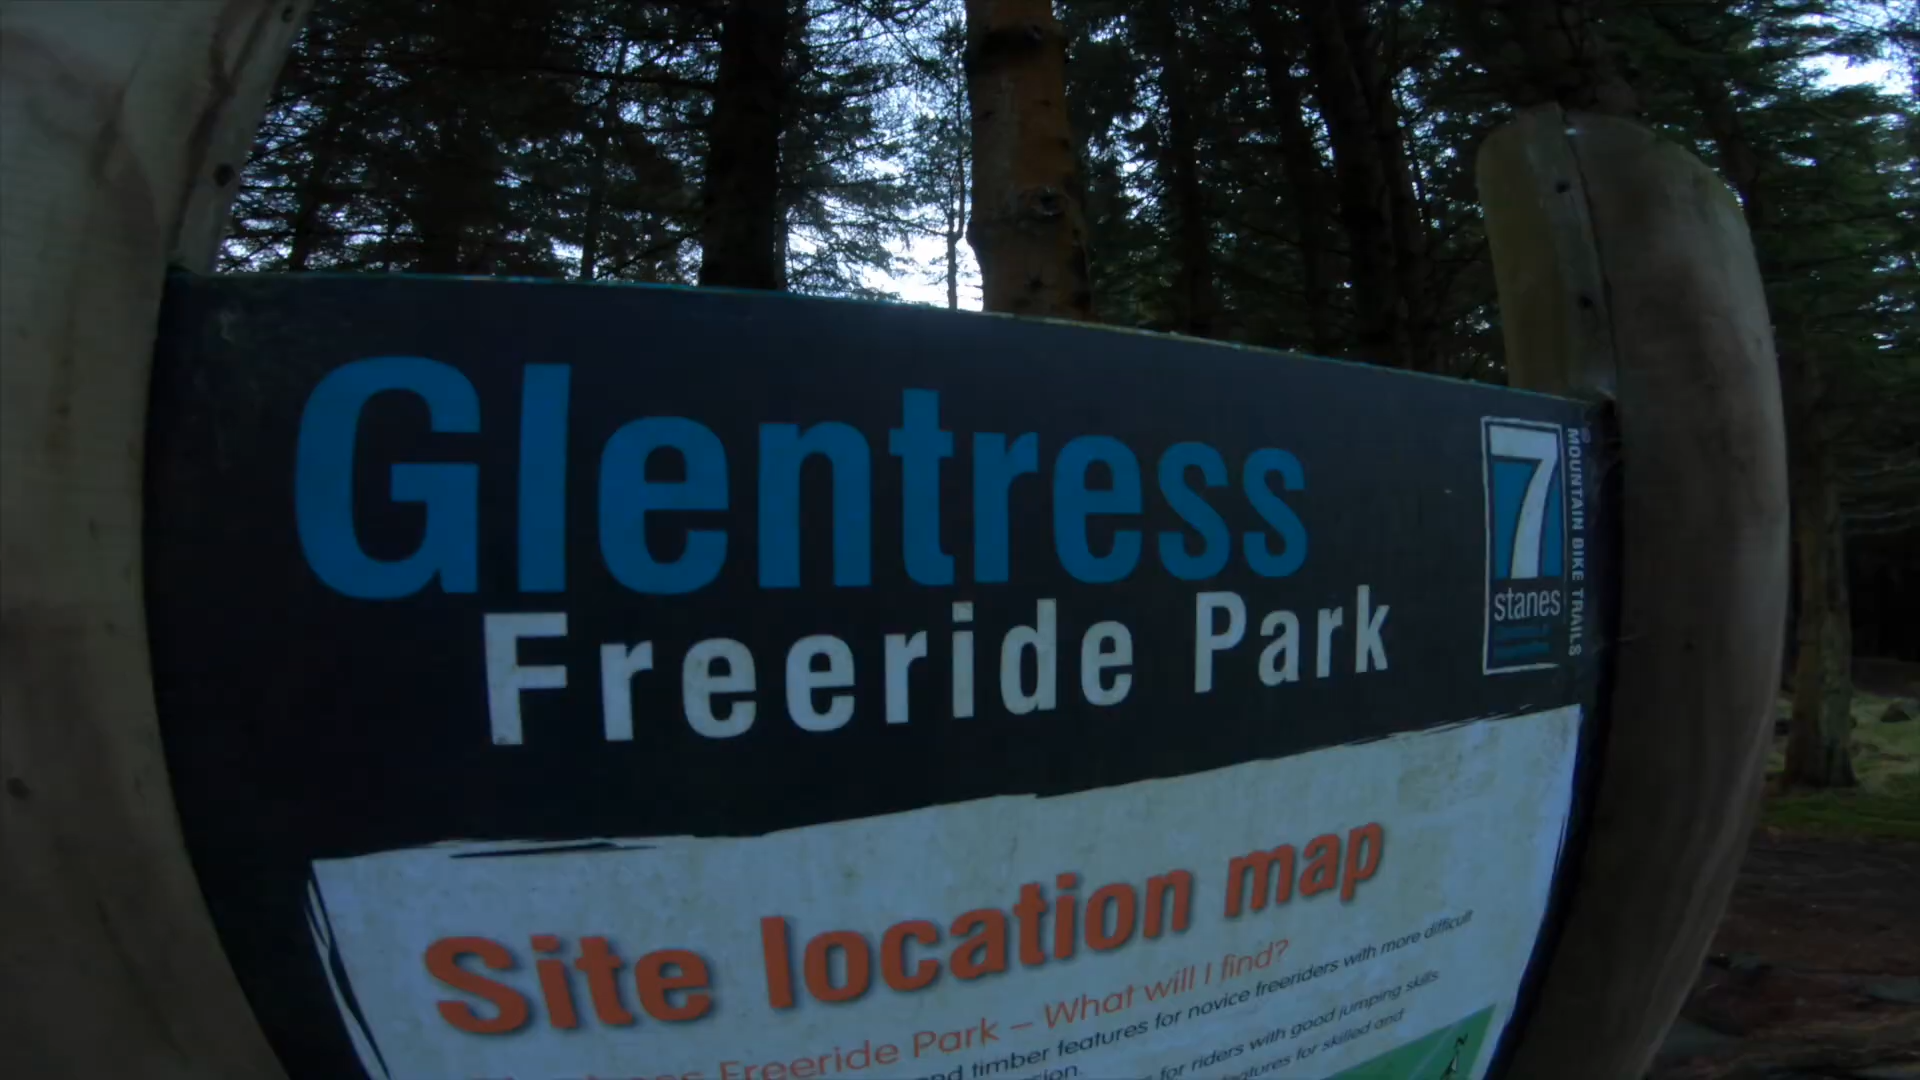 Glentress
Freeride Park
7
stanes
MOUNTAIN BIKE TRAILS
Site location map
Freeride Park – What will I find?
timber features for novice freeriders with more difficult
for riders with good jumping skills
features for skilled and
N